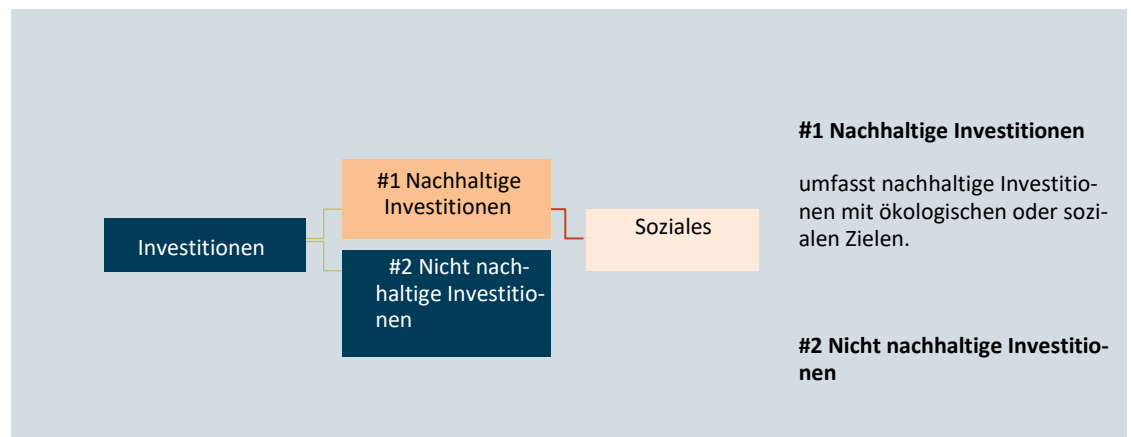 Investitionen
#1 Nachhaltige
Investitionen
#2 Nicht nach-
haltige Investitio-
nen
Soziales
#1 Nachhaltige Investitionen
umfasst nachhaltige Investitio-
nen mit ökologischen oder sozi-
alen Zielen.
#2 Nicht nachhaltige Investitio-
nen